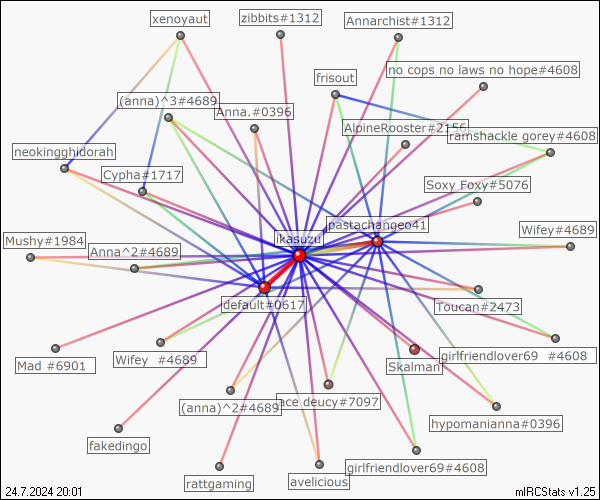 xenoyaut
zibbits#1312
Annarchist#1312
frisout
no cops no laws no hope#4608
(anna)^3#4689
Anna.#0396
AlpineRooster#2156
ramshackle gorey#4608
neokingghidorah
Cypha#1717
Soxy Foxy#5076
Mushy#1984
Anna^2#4689
ikasuzu
pastachangeo41
Wifey#4689
default#0617
Toucan#2473
Mad #6901
Wifey #4689
Skalman
girlfriendlover69 #4608
(anna)^2#4689
ace deucy#7097
hypomanianna#0396
fakedingo
rattgaming
avelicious
girlfriendlover69#4608
24.7.2024 20:01
mIRCStats v1.25